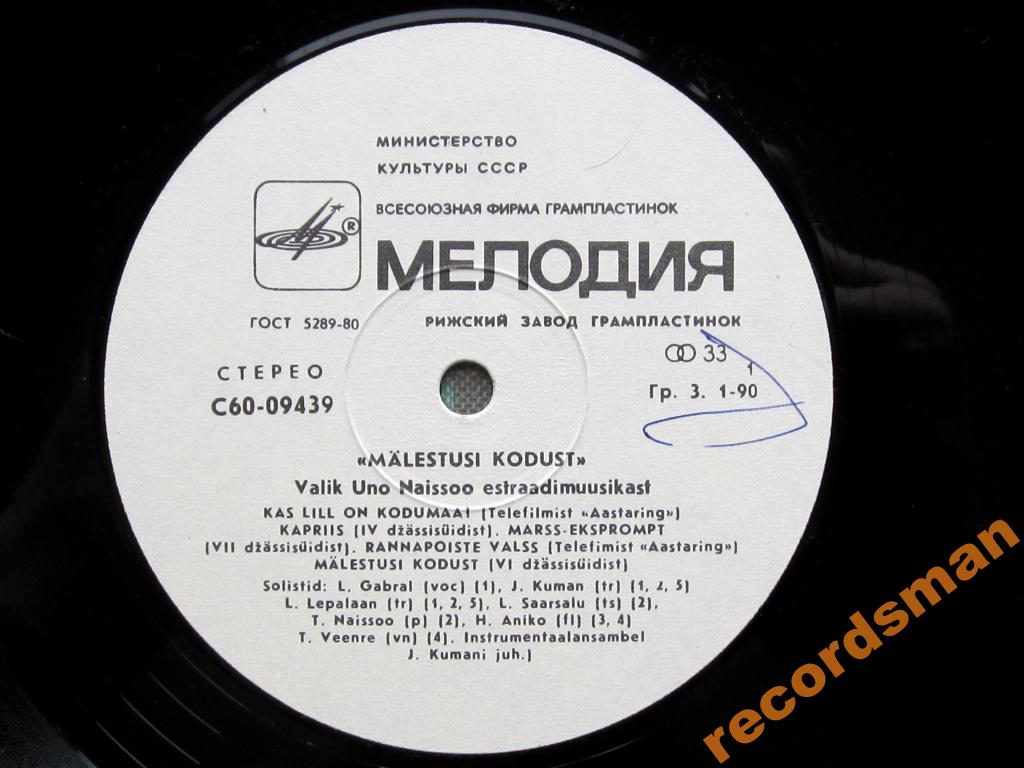 МИНИСТЕРСТВО
КУЛЬТУРЫ СССР
ВСЕСОЮЗНАЯ ФИРМА ГРАМПЛАСТИНОК
МЕЛОДИЯ
®
ГОСТ 5289-80
РИЖСКИЙ ЗАВОД ГРАМПЛАСТИНОК
СТЕРЕО
33
С60-09439
1
Гр. 3. 1-90
«MÄLESTUSI KODUST»
Valik Uno Naissoo estraadimuusikast
KAS LILL ON KODUMAAI (Telefilmist «Aastaring»)
KAPRIIS (IV džässisüidist). MARSS-EKSPROMPT
(VII džässisüidist). RANNAPOISTE VALSS (Telefimist «Aastaring»)
MÄLESTUSI KODUST (VI džässisüidist)
Solistid: L. Gabral (voc) (1), J. Kuman (tr) (1, 2, 5)
L. Lepalaan (tr) (1, 2, 5), L. Saarsalu (ts) (2),
T. Naissoo (p) (2), H. Aniko (fl) (3, 4)
T. Veenre (vn) (4). Instrumentaalansambel
J. Kumani juh.)
recordsman